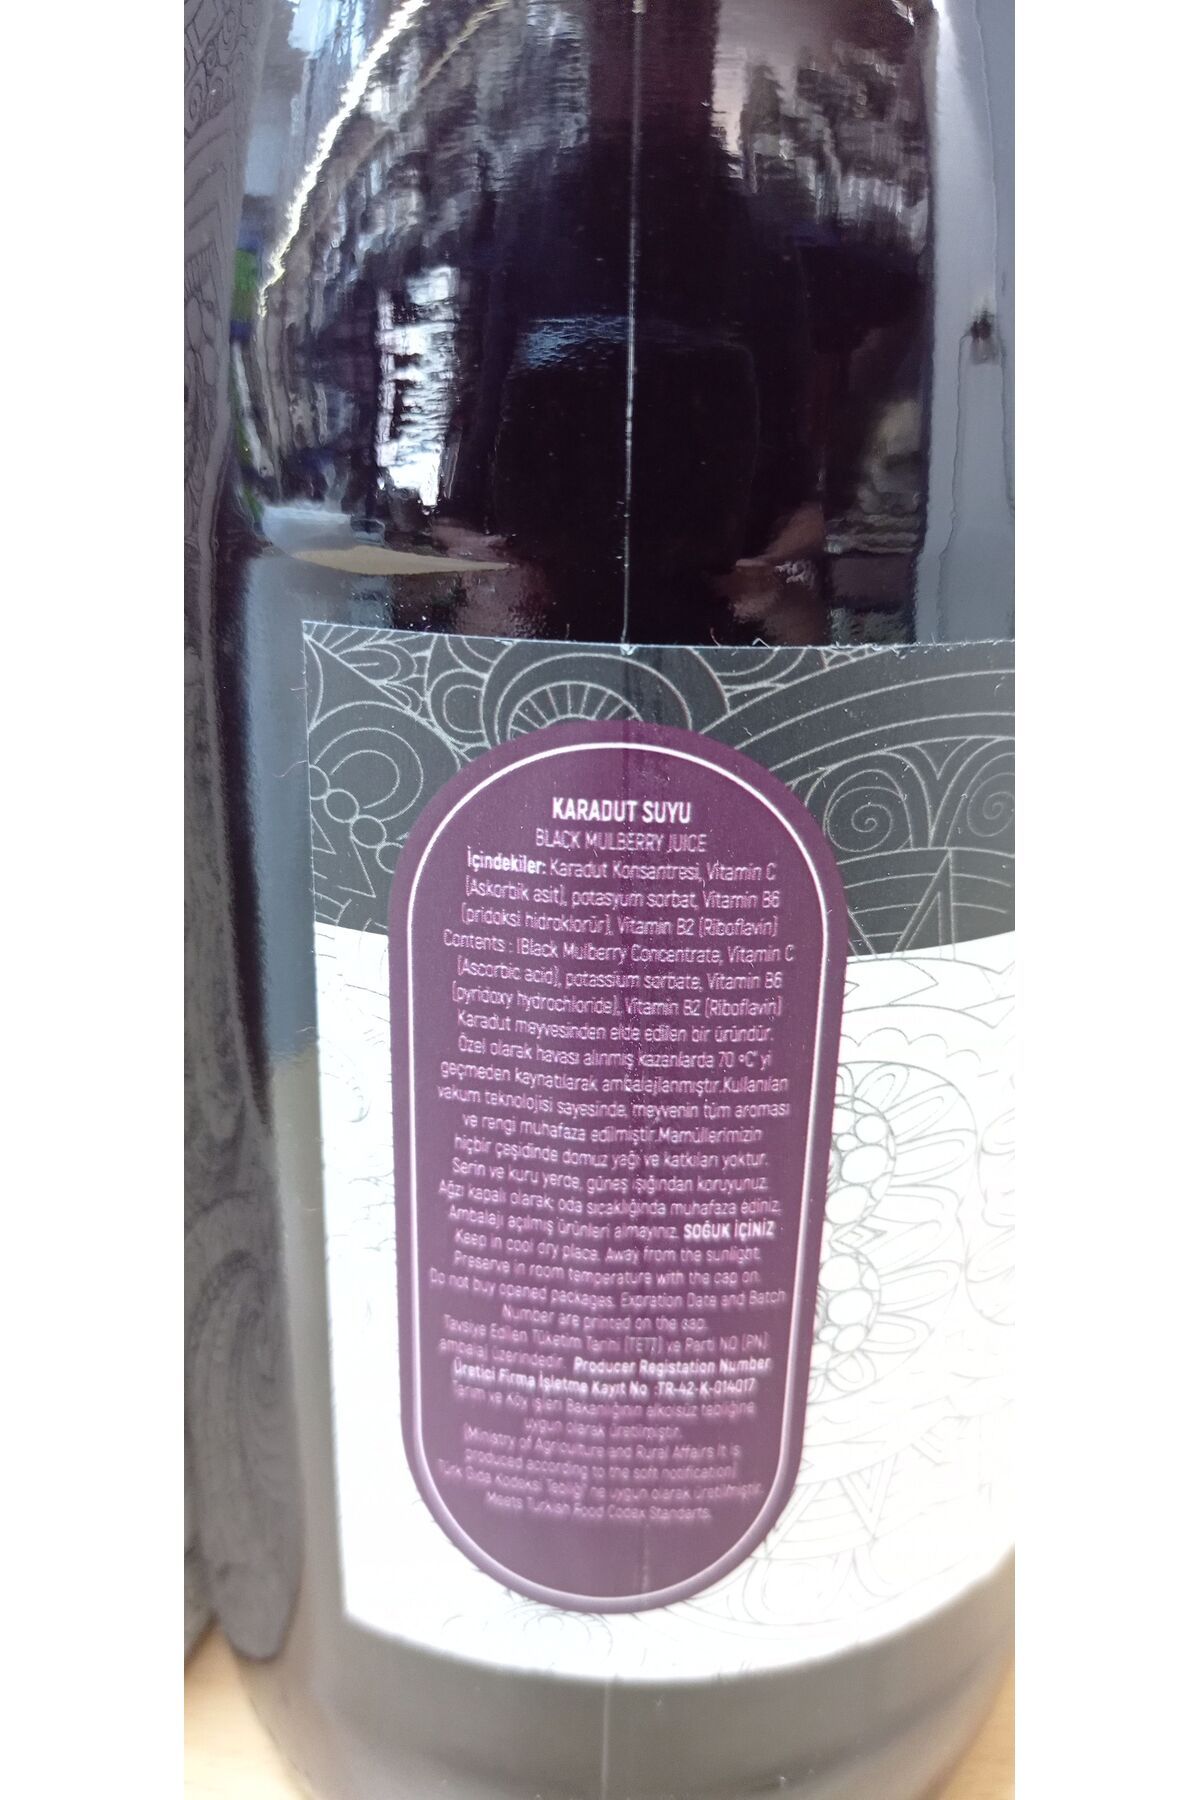 KARADUT SUYU
BLACK MULBERRY JUICE
İçindekiler: Karadut Konsantresi, Vitamin C
(Askorbik asit), potasyum sorbat, Vitamin B6
(pridoksi hidroklorür), Vitamin B2 (Riboflavin)
Contents : IBlack Mulberry Concentrate, Vitamin C
(Ascorbic acid), potassium sorbate, Vitamin B6
(pyridoxy hydrochloride), Vitamin B2 (Riboflavin)
Karadut meyvesinden elde edilen bir üründür.
Özel olarak havası alınmış kazanlarda 70 °C' yi
geçmeden kaynatılarak ambalajlanmıştır.Kullanılan
vakum teknolojisi sayesinde, meyvenin tüm aroması
ve rengi muhafaza edilmiştir.Mamüllerimizin
hiçbir çeşidinde domuz yağı ve katkıları yoktur.
Serin ve kuru yerde, güneş ışığından koruyunuz.
Ağzı kapalı olarak; oda sıcaklığında muhafaza ediniz,
Ambalajı açılmış ürünleri almayınız. SOĞUK İÇİNİZ
Keep in cool dry place. Away from the sunlight.
Preserve in room temperature with the cap on.
Do not buy opened packages. Expration Date and Batch
Number are printed on the cap.
Tavsiye Edilen Tüketim Tarihi (TETT) ve Parti NO (PN)
ambalaj üzerindedir. Producer Registation Number
Üretici Firma İşletme Kayıt No :TR-42-K-014017
Tarım ve Köy işleri Bakanlığının alkolsüz tebliğine
uygun olarak üretilmiştir.
(Ministry of Agriculture and Rural Affairs It is
produced according to the soft notification)
Türk Gıda Kodeks Tebliği' ne uygun olarak üretilmiştir.
Meets Turkish Food Codex Standarts.